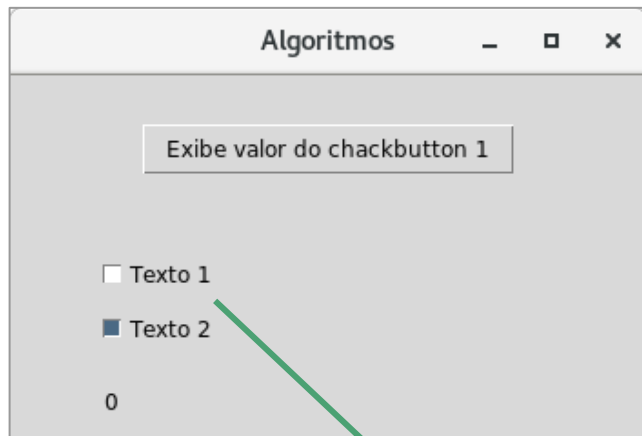 Algoritmos
Exibe valor do chackbutton 1
Texto 1
Texto 2
0